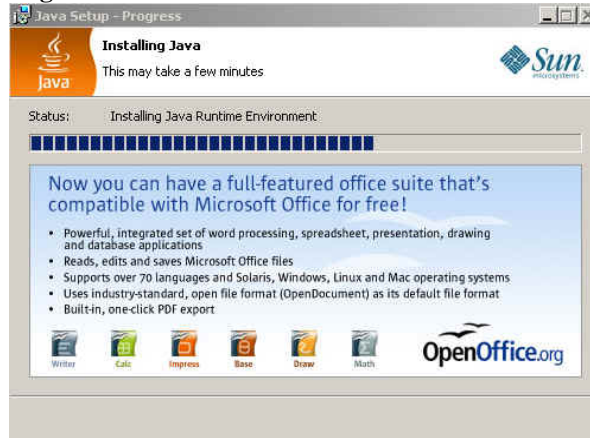 Java Setup - Progress
Installing Java
This may take a few minutes
Java
Sun
microsystems
Status: Installing Java Runtime Environment
Now you can have a full-featured office suite that's
compatible with Microsoft Office for free!
• Powerful, integrated set of word processing, spreadsheet, presentation, drawing
and database applications
• Reads, edits and saves Microsoft Office files
• Supports over 70 languages and Solaris, Windows, Linux and Mac operating systems
• Uses industry-standard, open file format (OpenDocument) as its default file format
• Built-in, one-click PDF export
Writer Calc Impress Base Draw Math
OpenOffice.org